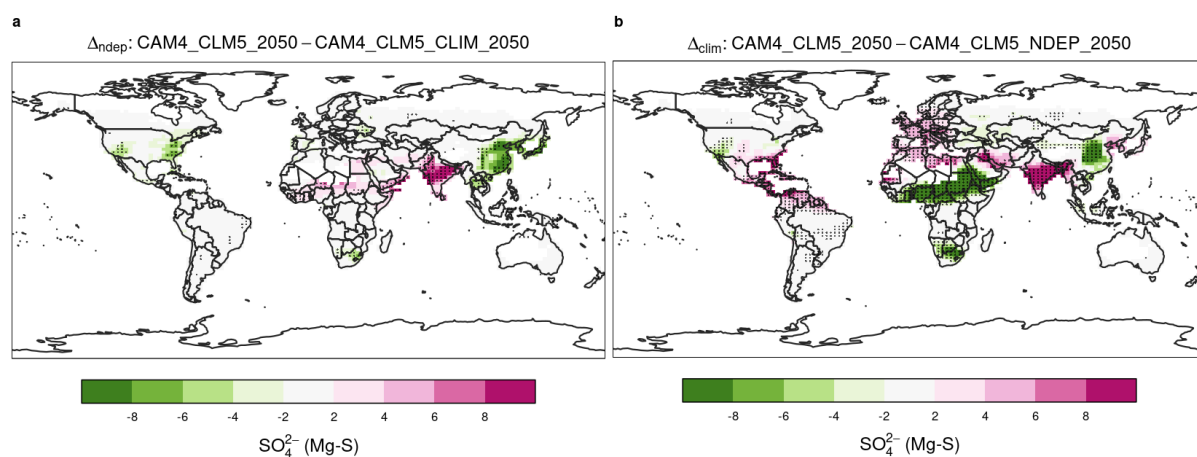 a
Δndep: CAM4_CLM5_2050 – CAM4_CLM5_CLIM_2050
-8 -6 -4 -2 2 4 6 8
SO₄²⁻ (Mg-S)
b
Δclim: CAM4_CLM5_2050 – CAM4_CLM5_NDEP_2050
-8 -6 -4 -2 2 4 6 8
SO₄²⁻ (Mg-S)